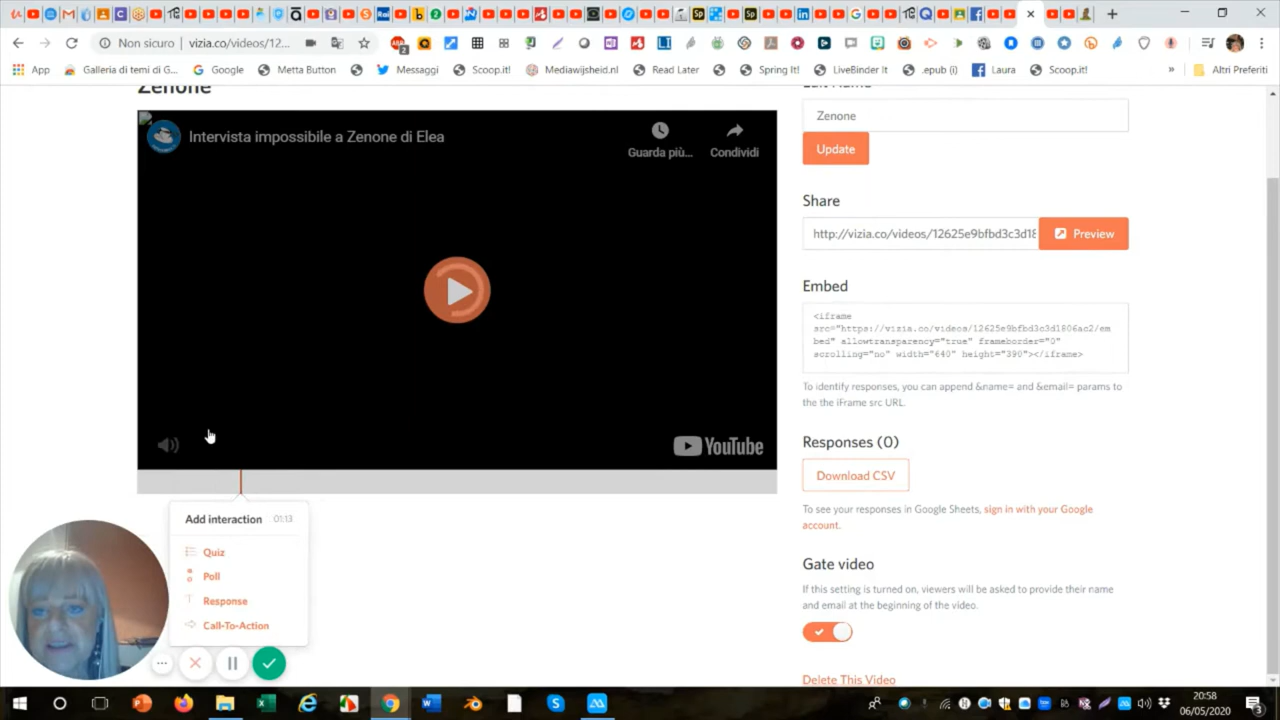 Non sicuro
vizia.co/videos/12...
App
Galleria di temi di G...
Google
Metta Button
Messaggi
Scoop.it!
Mediawijsheid.nl
Read Later
Spring It!
LiveBinder It
.epub (i)
Laura
Scoop.it!
»
Altri Preferiti
Zenone
Edit Name
Intervista impossibile a Zenone di Elea
Guarda più...
Condividi
YouTube
Add interaction 01:13
Quiz
Poll
Response
Call-To-Action
Zenone
Update
Share
http://vizia.co/videos/12625e9bfbd3c3d18
Preview
Embed
<iframe
src="https://vizia.co/videos/12625e9bfbd3c3d1806ac2/em
bed" allowtransparency="true" frameborder="0"
scrolling="no" width="640" height="390"></iframe>
To identify responses, you can append &name= and &email= params to
the the iFrame src URL.
Responses (0)
Download CSV
To see your responses in Google Sheets, sign in with your Google
account.
Gate video
If this setting is turned on, viewers will be asked to provide their name
and email at the beginning of the video.
Delete This Video
20:58
06/05/2020